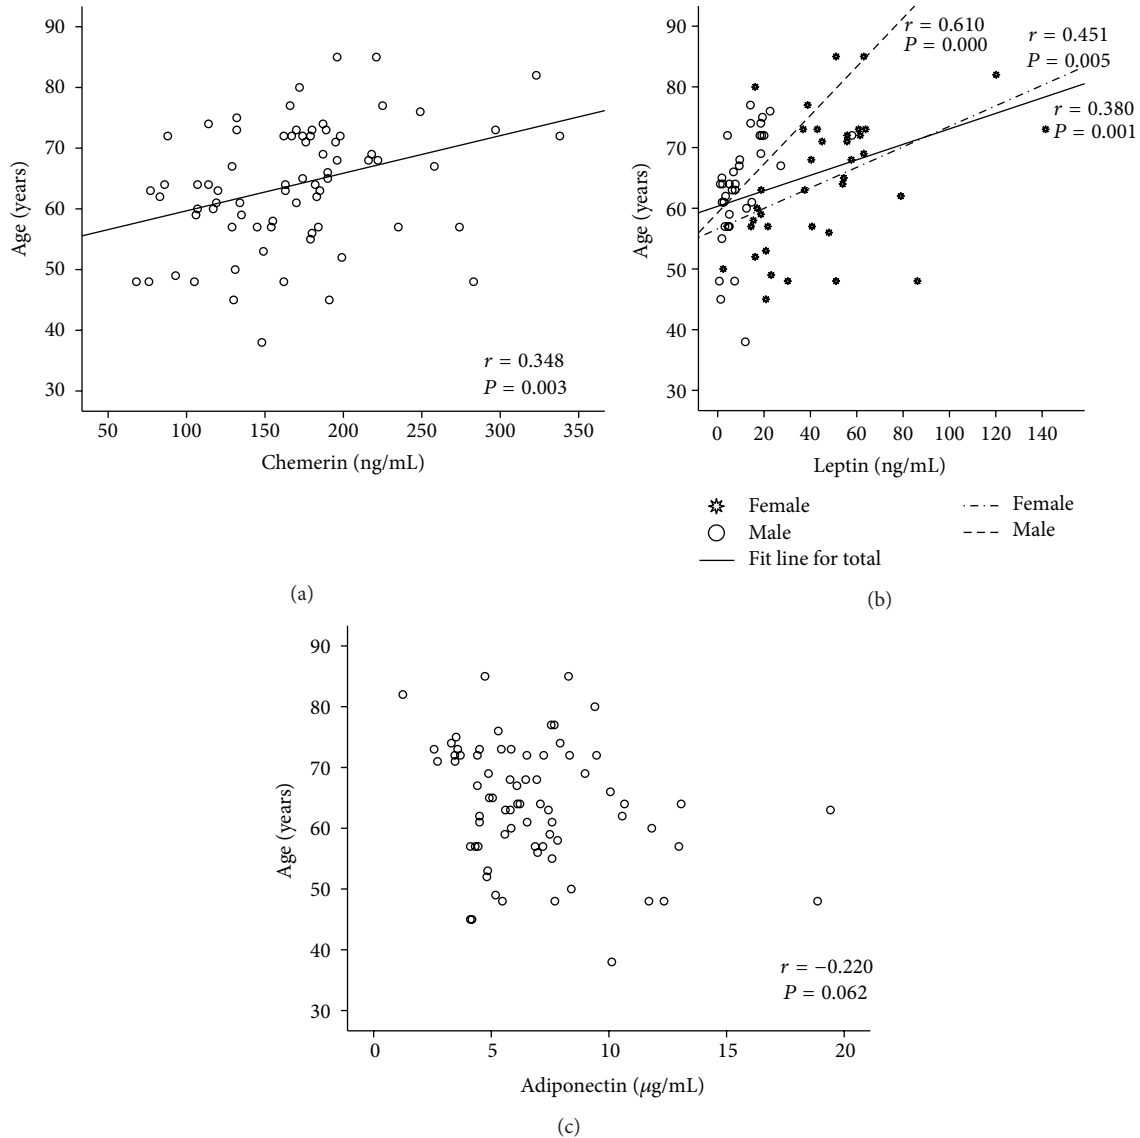 90
80
70
60
50
40
30
Age (years)
r = 0.348
P = 0.003
50 100 150 200 250 300 350
Chemerin (ng/mL)
(a)
90
80
70
60
50
40
30
Age (years)
r = 0.610
P = 0.000
r = 0.451
P = 0.005
r = 0.380
P = 0.001
0 20 40 60 80 100 120 140
Leptin (ng/mL)
Female
Male
Fit line for total
Female
Male
(b)
90
80
70
60
50
40
30
Age (years)
r = −0.220
P = 0.062
0 5 10 15 20
Adiponectin (μg/mL)
(c)